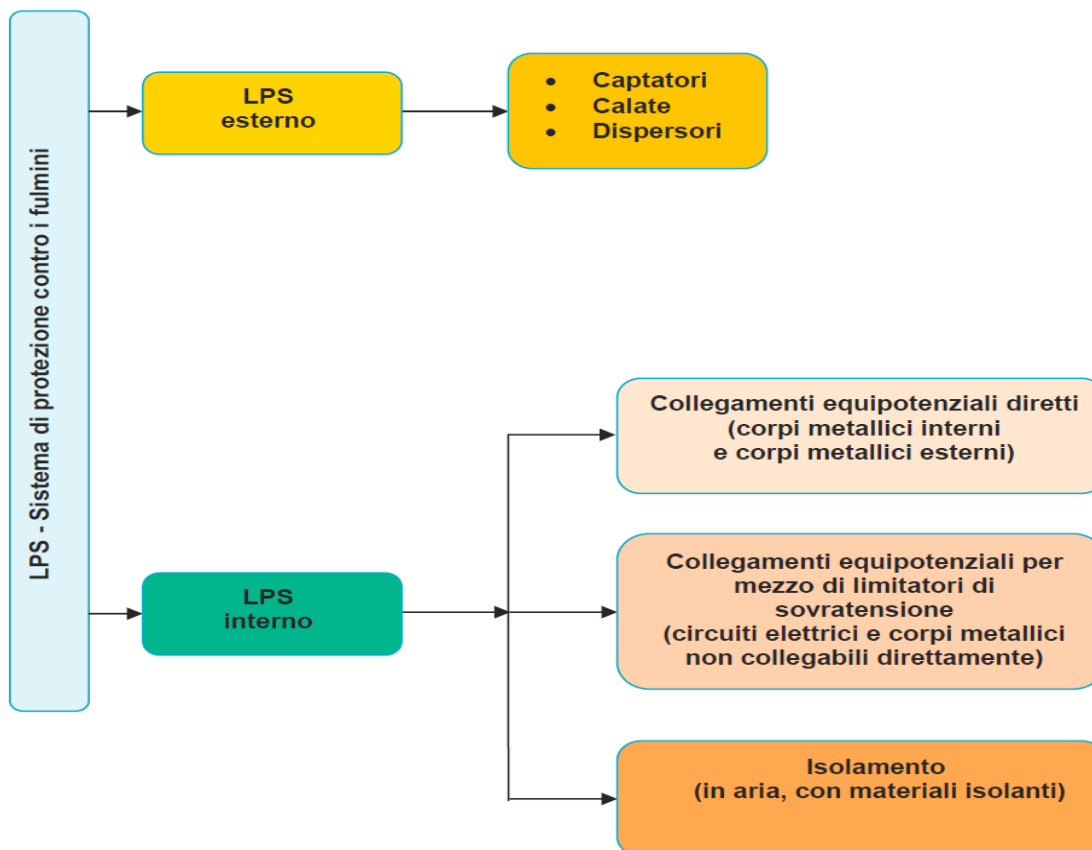 LPS - Sistema di protezione contro i fulmini
LPS
esterno
• Captatori
• Calate
• Dispersori
LPS
interno
Collegamenti equipotenziali diretti
(corpi metallici interni
e corpi metallici esterni)
Collegamenti equipotenziali per
mezzo di limitatori di
sovratensione
(circuiti elettrici e corpi metallici
non collegabili direttamente)
Isolamento
(in aria, con materiali isolanti)